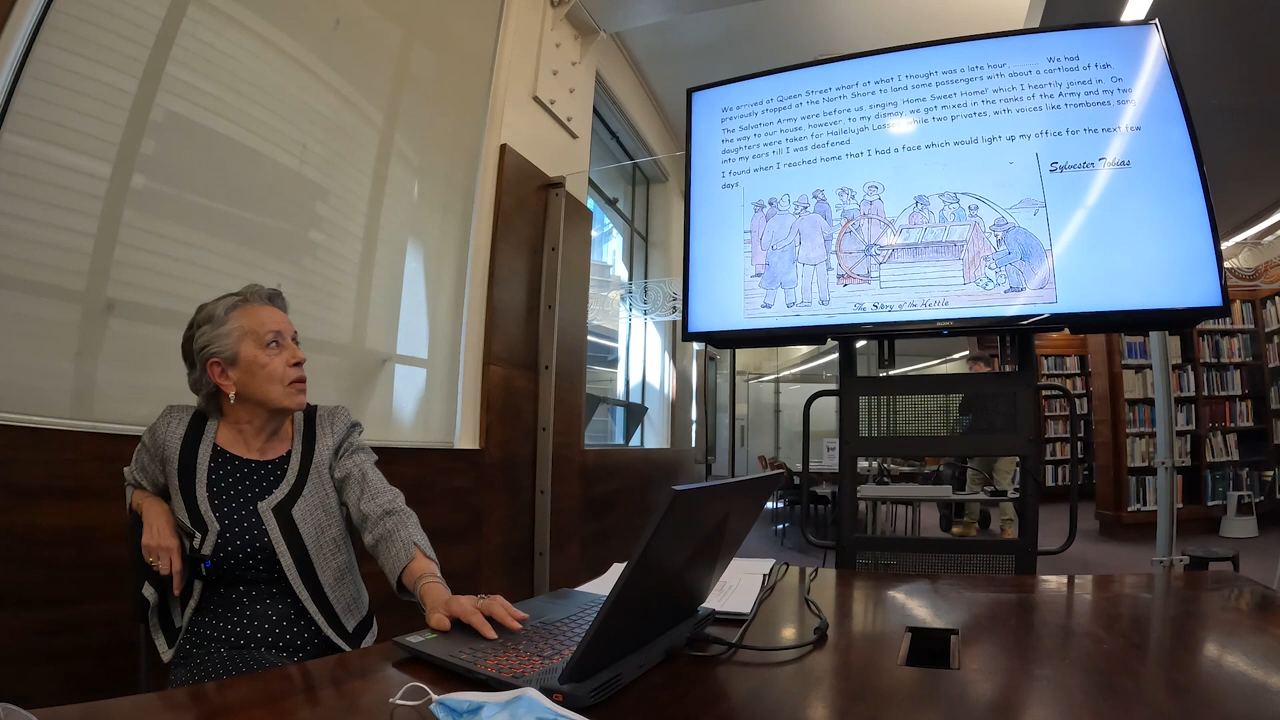 We arrived at Queen Street wharf at what I thought was a late hour, ............ We had
previously stopped at the North Shore to land some passengers with about a cartload of fish.
The Salvation Army were before us, singing 'Home Sweet Home!' which I heartily joined in. On
the way to our house, however, to my dismay, we got mixed in the ranks of the Army and my two
daughters were taken for Hallelujah while two privates, with voices like trombones, sang
into my ears till I was deafened.
I found when I reached home that I had a face which would light up my office for the next few
days
Sylvester Tobias
The Story of the Kettle
SONY